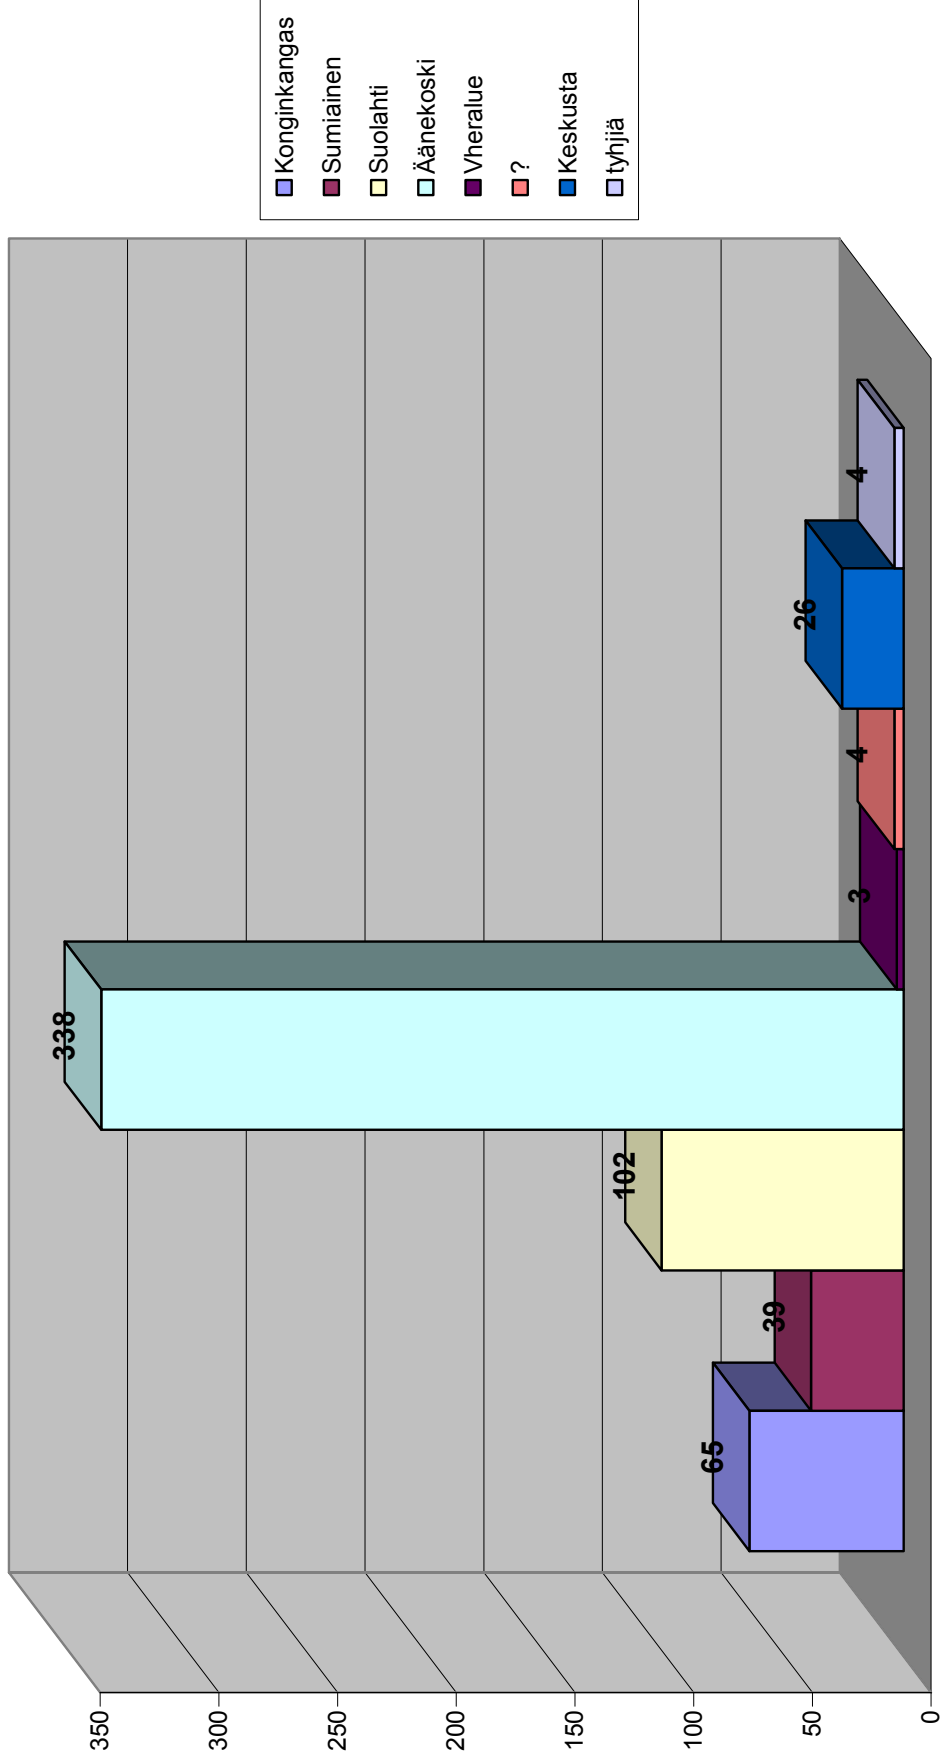 350
300
250
200
150
100
50
0
65
39
102
338
3
4
26
4
Konginkangas
Sumiainen
Suolahti
Äänekoski
Vheralue
?
Keskusta
tyhjiä